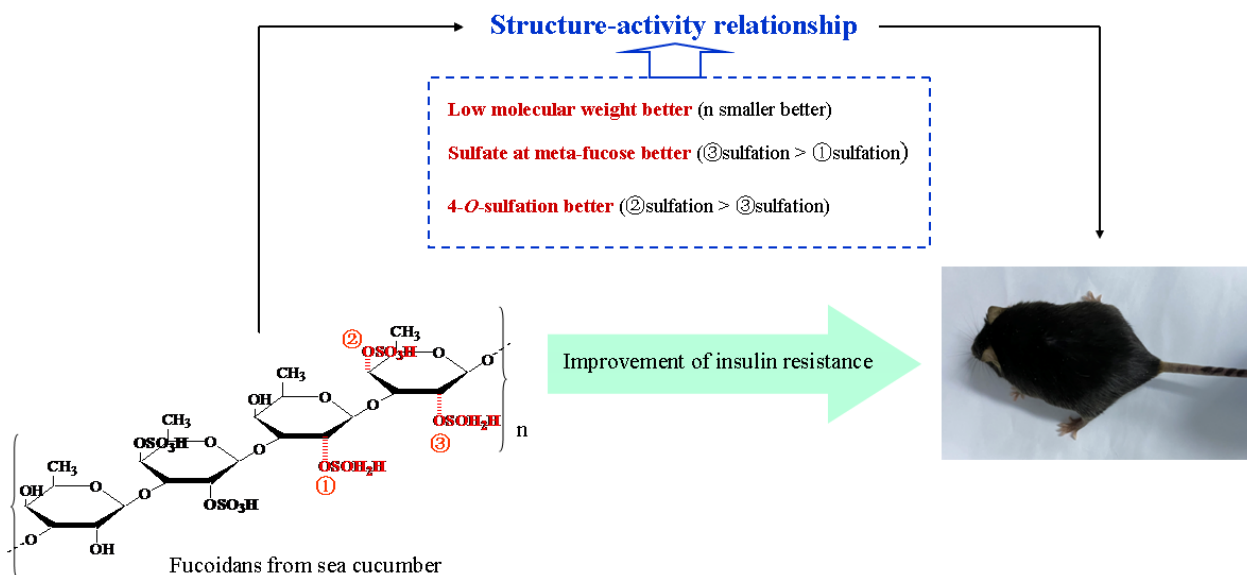 Structure-activity relationship
Low molecular weight better (n smaller better)
Sulfate at meta-fucose better (③sulfation > ①sulfation)
4-O-sulfation better (②sulfation > ③sulfation)
②
CH₃
OSO₃H
O
O
OSOH₂H
③
n
CH₃
OH
O
O
OSOH₂H
①
CH₃
OSO₃H
O
O
OSO₃H
CH₃
OH
O
O
O
OH
Improvement of insulin resistance
Fucoidans from sea cucumber